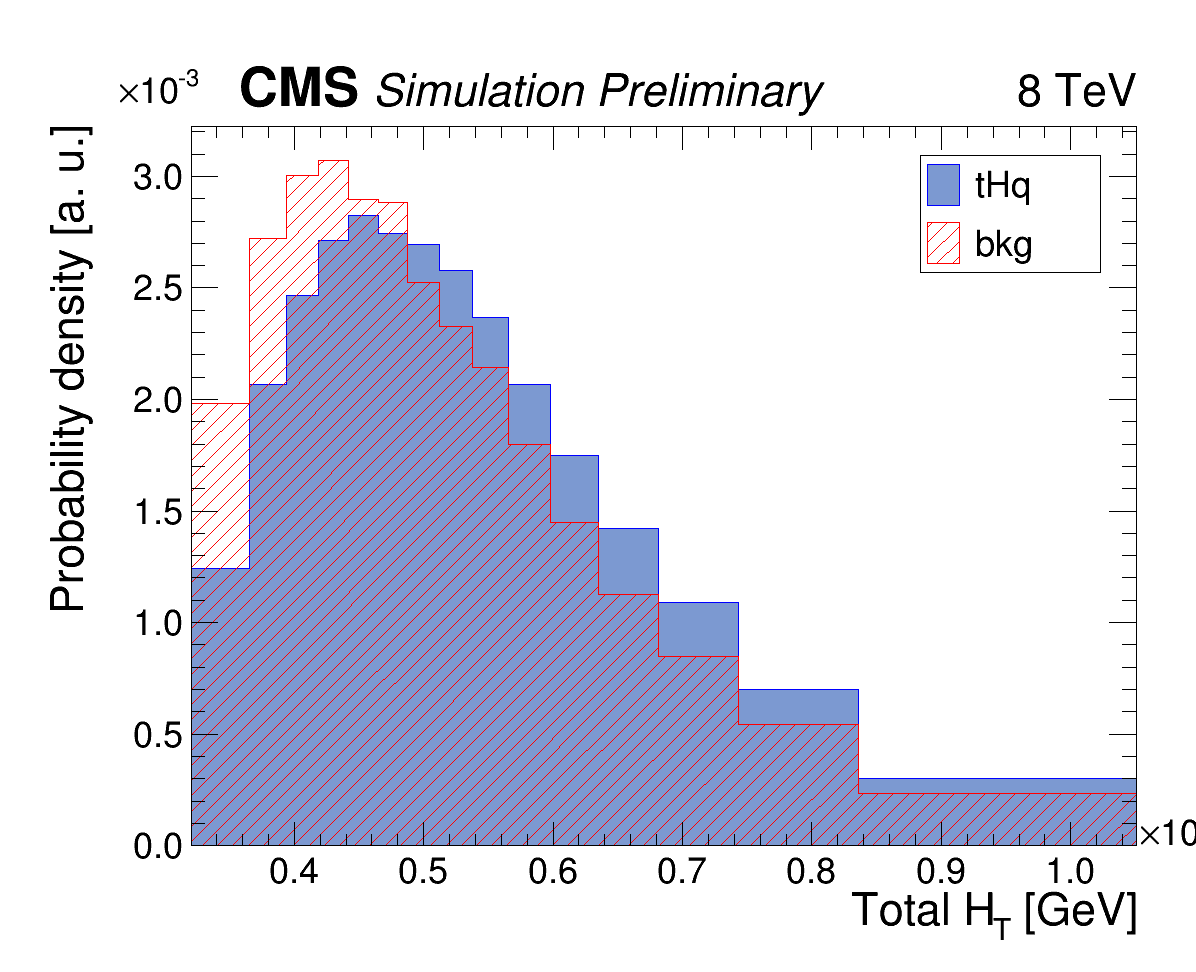 ×10⁻³ CMS Simulation Preliminary 8 TeV
Probability density [a. u.]
3.0
2.5
2.0
1.5
1.0
0.5
0.0
tHq
bkg
0.4 0.5 0.6 0.7 0.8 0.9 1.0
×10
Total H_T [GeV]